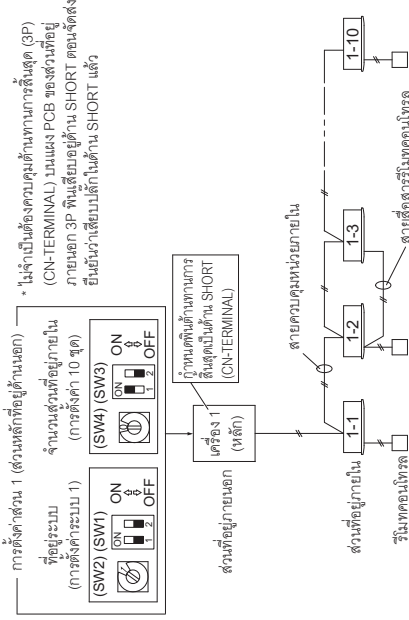 การตั้งค่าส่วน 1 (ส่วนหลักที่อยู่ด้านนอก)
ที่อยู่ระบบ
(การตั้งค่าระบบ 1)
(SW2) (SW1)
ON
1 2
ON
OFF
จำนวนส่วนที่อยู่ภายใน
(การตั้งค่า 10 ชุด)
(SW4) (SW3)
ON
1 2
ON
OFF
* ไม่จำเป็นต้องควบคุมด้านทานการสิ้นสุด (3P)
(CN-TERMINAL) บนแผง PCB ของส่วนที่อยู่
ภายนอก 3P พินเสียบอยู่ด้าน SHORT ตอนจัดส่ง
ยืนยันว่าเสียบปลั๊กในด้าน SHORT แล้ว
ส่วนที่อยู่ภายนอก
เครื่อง 1
(หลัก)
กำหนดพินต้านทานการ
สิ้นสุดเป็นด้าน SHORT
(CN-TERMINAL)
สายควบคุมหน่วยภายใน
ส่วนที่อยู่ภายใน
1-1
1-2
1-3
1-10
รีโมทคอนโทรล
สายสื่อสารรีโมทคอนโทรล